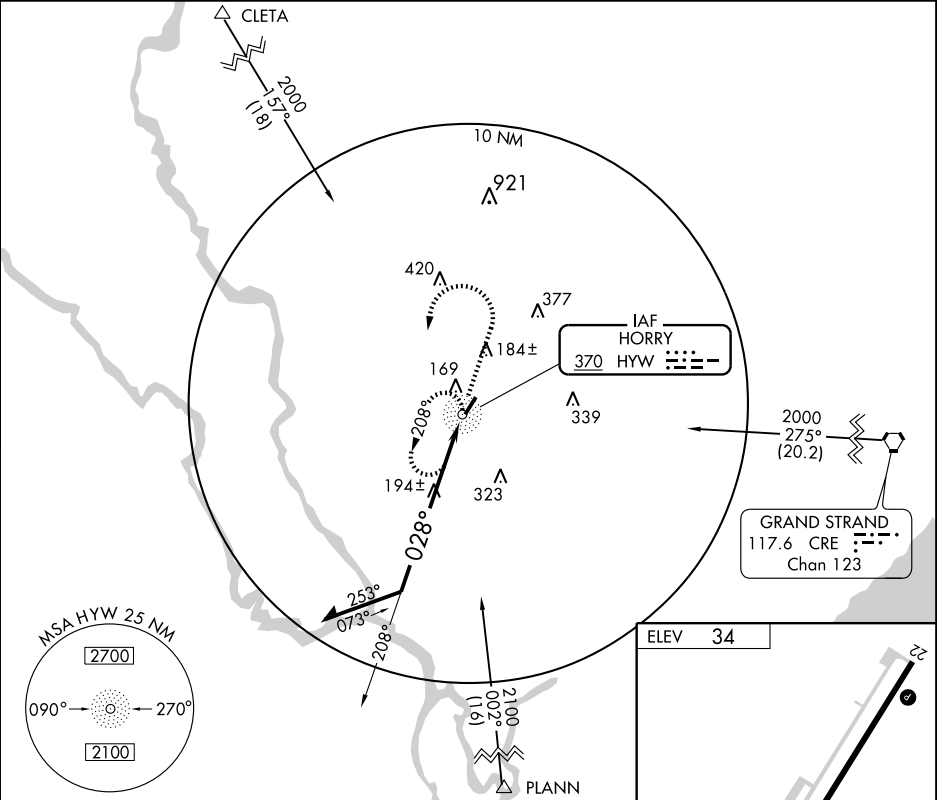 CLETA
2000
157°
(18)
10 NM
921
420
377
IAF
HORRY
370 HYW
184±
169
339
208°
2000
275°
(20.2)
194±
323
028°
GRAND STRAND
117.6 CRE
Chan 123
253°
073°
208°
MSA HYW 25 NM
2700
090°
270°
2100
2100
002°
(16)
PLANN
ELEV 34
22
D